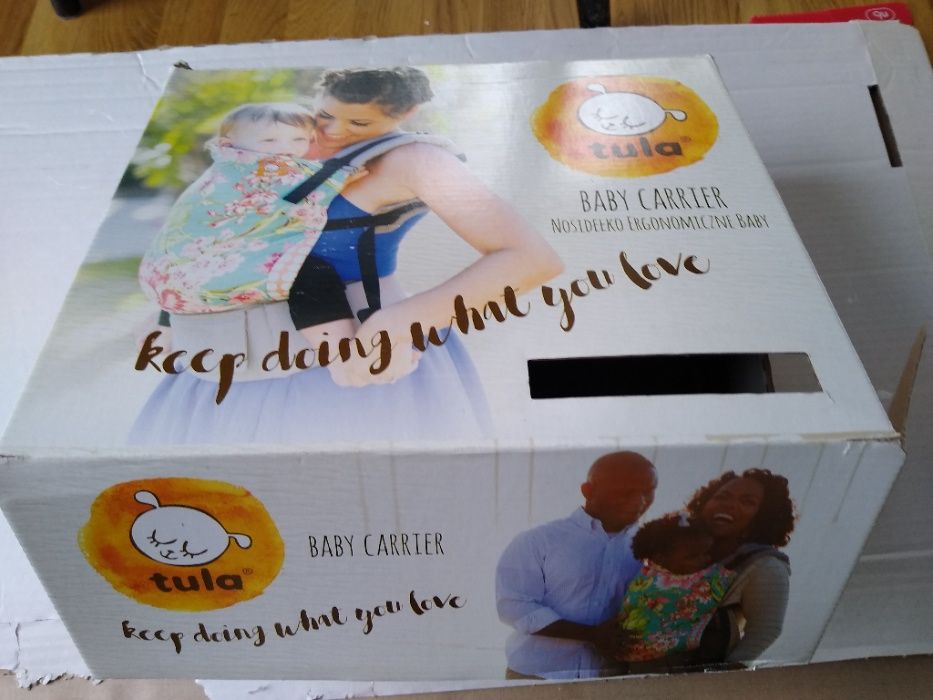 tula®
BABY CARRIER
NOSIDEŁKO ERGONOMICZNE BABY
keep doing what you love
tula®
BABY CARRIER
keep doing what you love